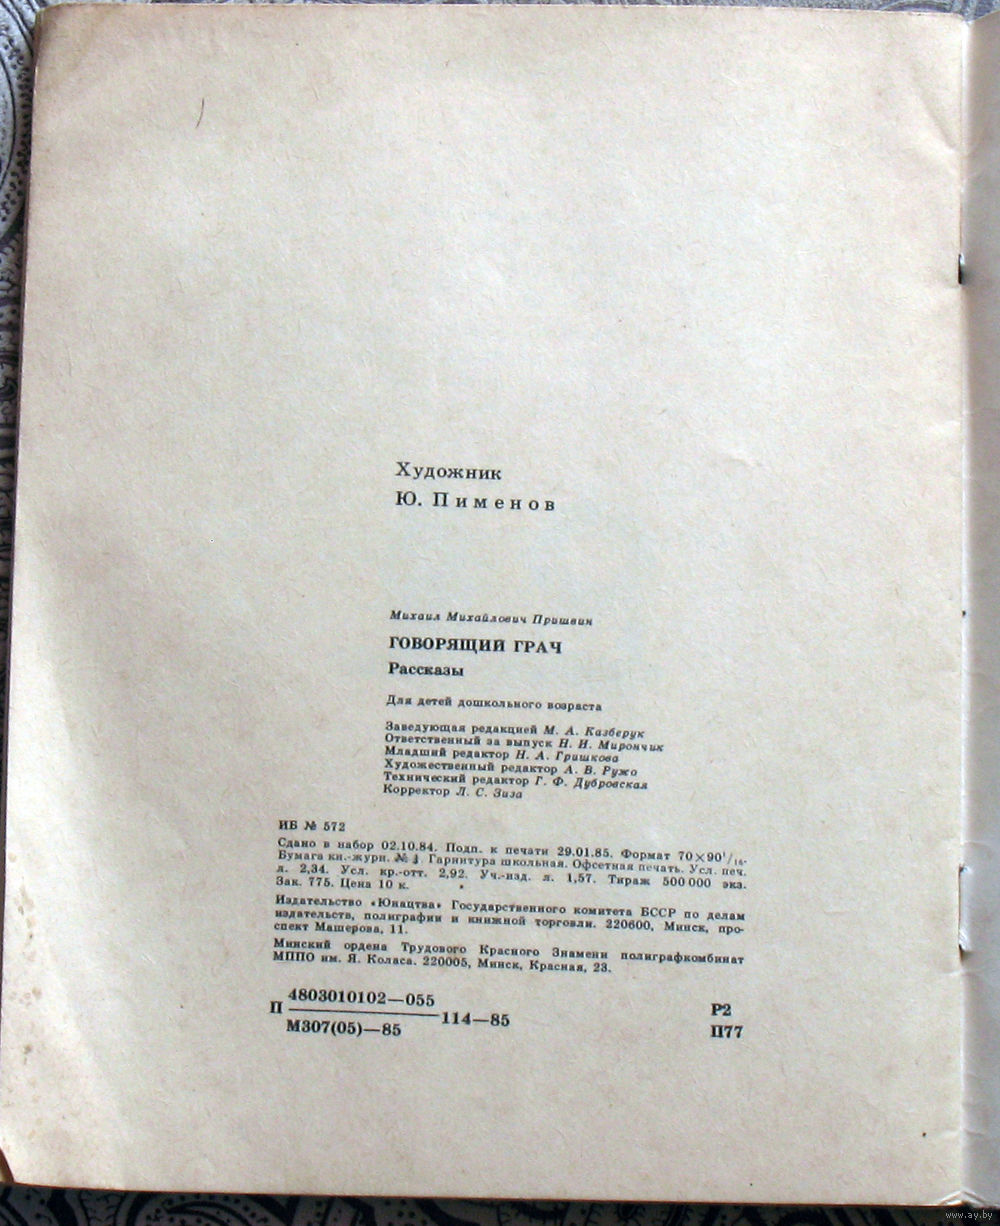 Художник
Ю. Пименов
Михаил Михайлович Пришвин
ГОВОРЯЩИЙ ГРАЧ
Рассказы
Для детей дошкольного возраста
Заведующая редакцией М. А. Казберук
Ответственный за выпуск Н. И. Мирончик
Младший редактор Н. А. Гришкова
Художественный редактор А. В. Ружо
Технический редактор Г. Ф. Дубровская
Корректор Л. С. Зиза
ИБ № 572
Сдано в набор 02.10.84. Подп. к печати 29.01.85. Формат 70×90¹/₁₆.
Бумага кн.-журн. № 1. Гарнитура школьная. Офсетная печать. Усл. печ.
л. 2,34. Усл. кр.-отт. 2,92. Уч.-изд. л. 1,57. Тираж 500 000 экз.
Зак. 775. Цена 10 к.
Издательство «Юнацтва» Государственного комитета БССР по делам
издательств, полиграфии и книжной торговли. 220600, Минск, про-
спект Машерова, 11.
Минский ордена Трудового Красного Знамени полиграфкомбинат
МППО им. Я. Коласа. 220005, Минск, Красная, 23.
4803010102—055
П 114—85
М307(05)—85
Р2
П77
www.ay.by